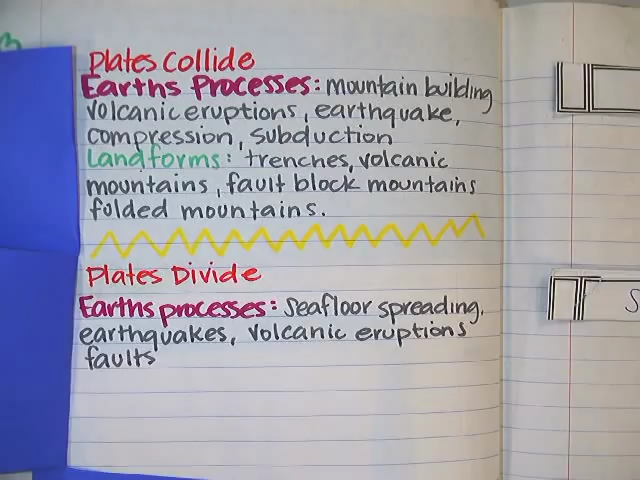 Plates Collide
Earths Processes: mountain building
volcanic eruptions, earthquake,
compression, subduction
Landforms: trenches, volcanic
mountains, fault block mountains
folded mountains.
Plates Divide
Earths processes: seafloor spreading.
earthquakes, volcanic eruptions
faults
S